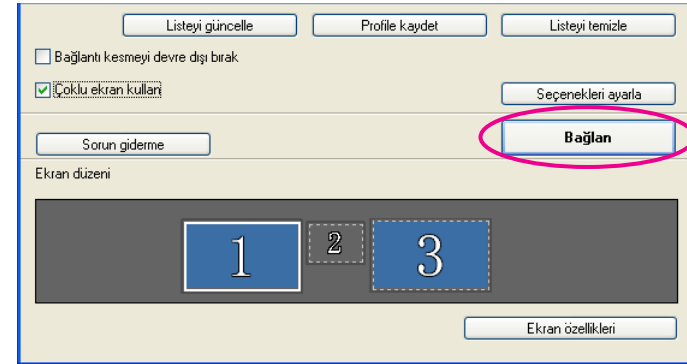 Listeyi güncelle Profile kaydet Listeyi temizle
Bağlantı kesmeyi devre dışı bırak
Çoklu ekran kullan
Seçenekleri ayarla
Bağlan
Sorun giderme
Ekran düzeni
1 2 3
Ekran özellikleri